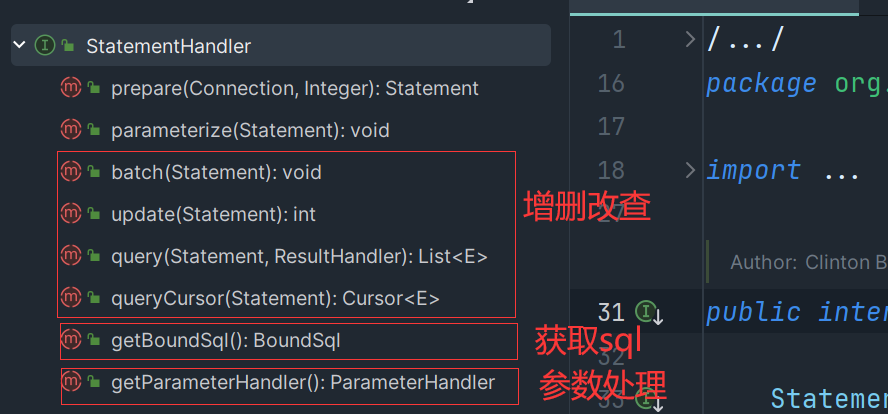 StatementHandler
prepare(Connection, Integer): Statement
parameterize(Statement): void
batch(Statement): void
update(Statement): int
query(Statement, ResultHandler): List<E>
queryCursor(Statement): Cursor<E>
增删改查
getBoundSql(): BoundSql
获取sql
getParameterHandler(): ParameterHandler
参数处理
1 /.../
16 package org.
17
18 import ...
27
Author: Clinton B
31 public inter
32
33 Statemen